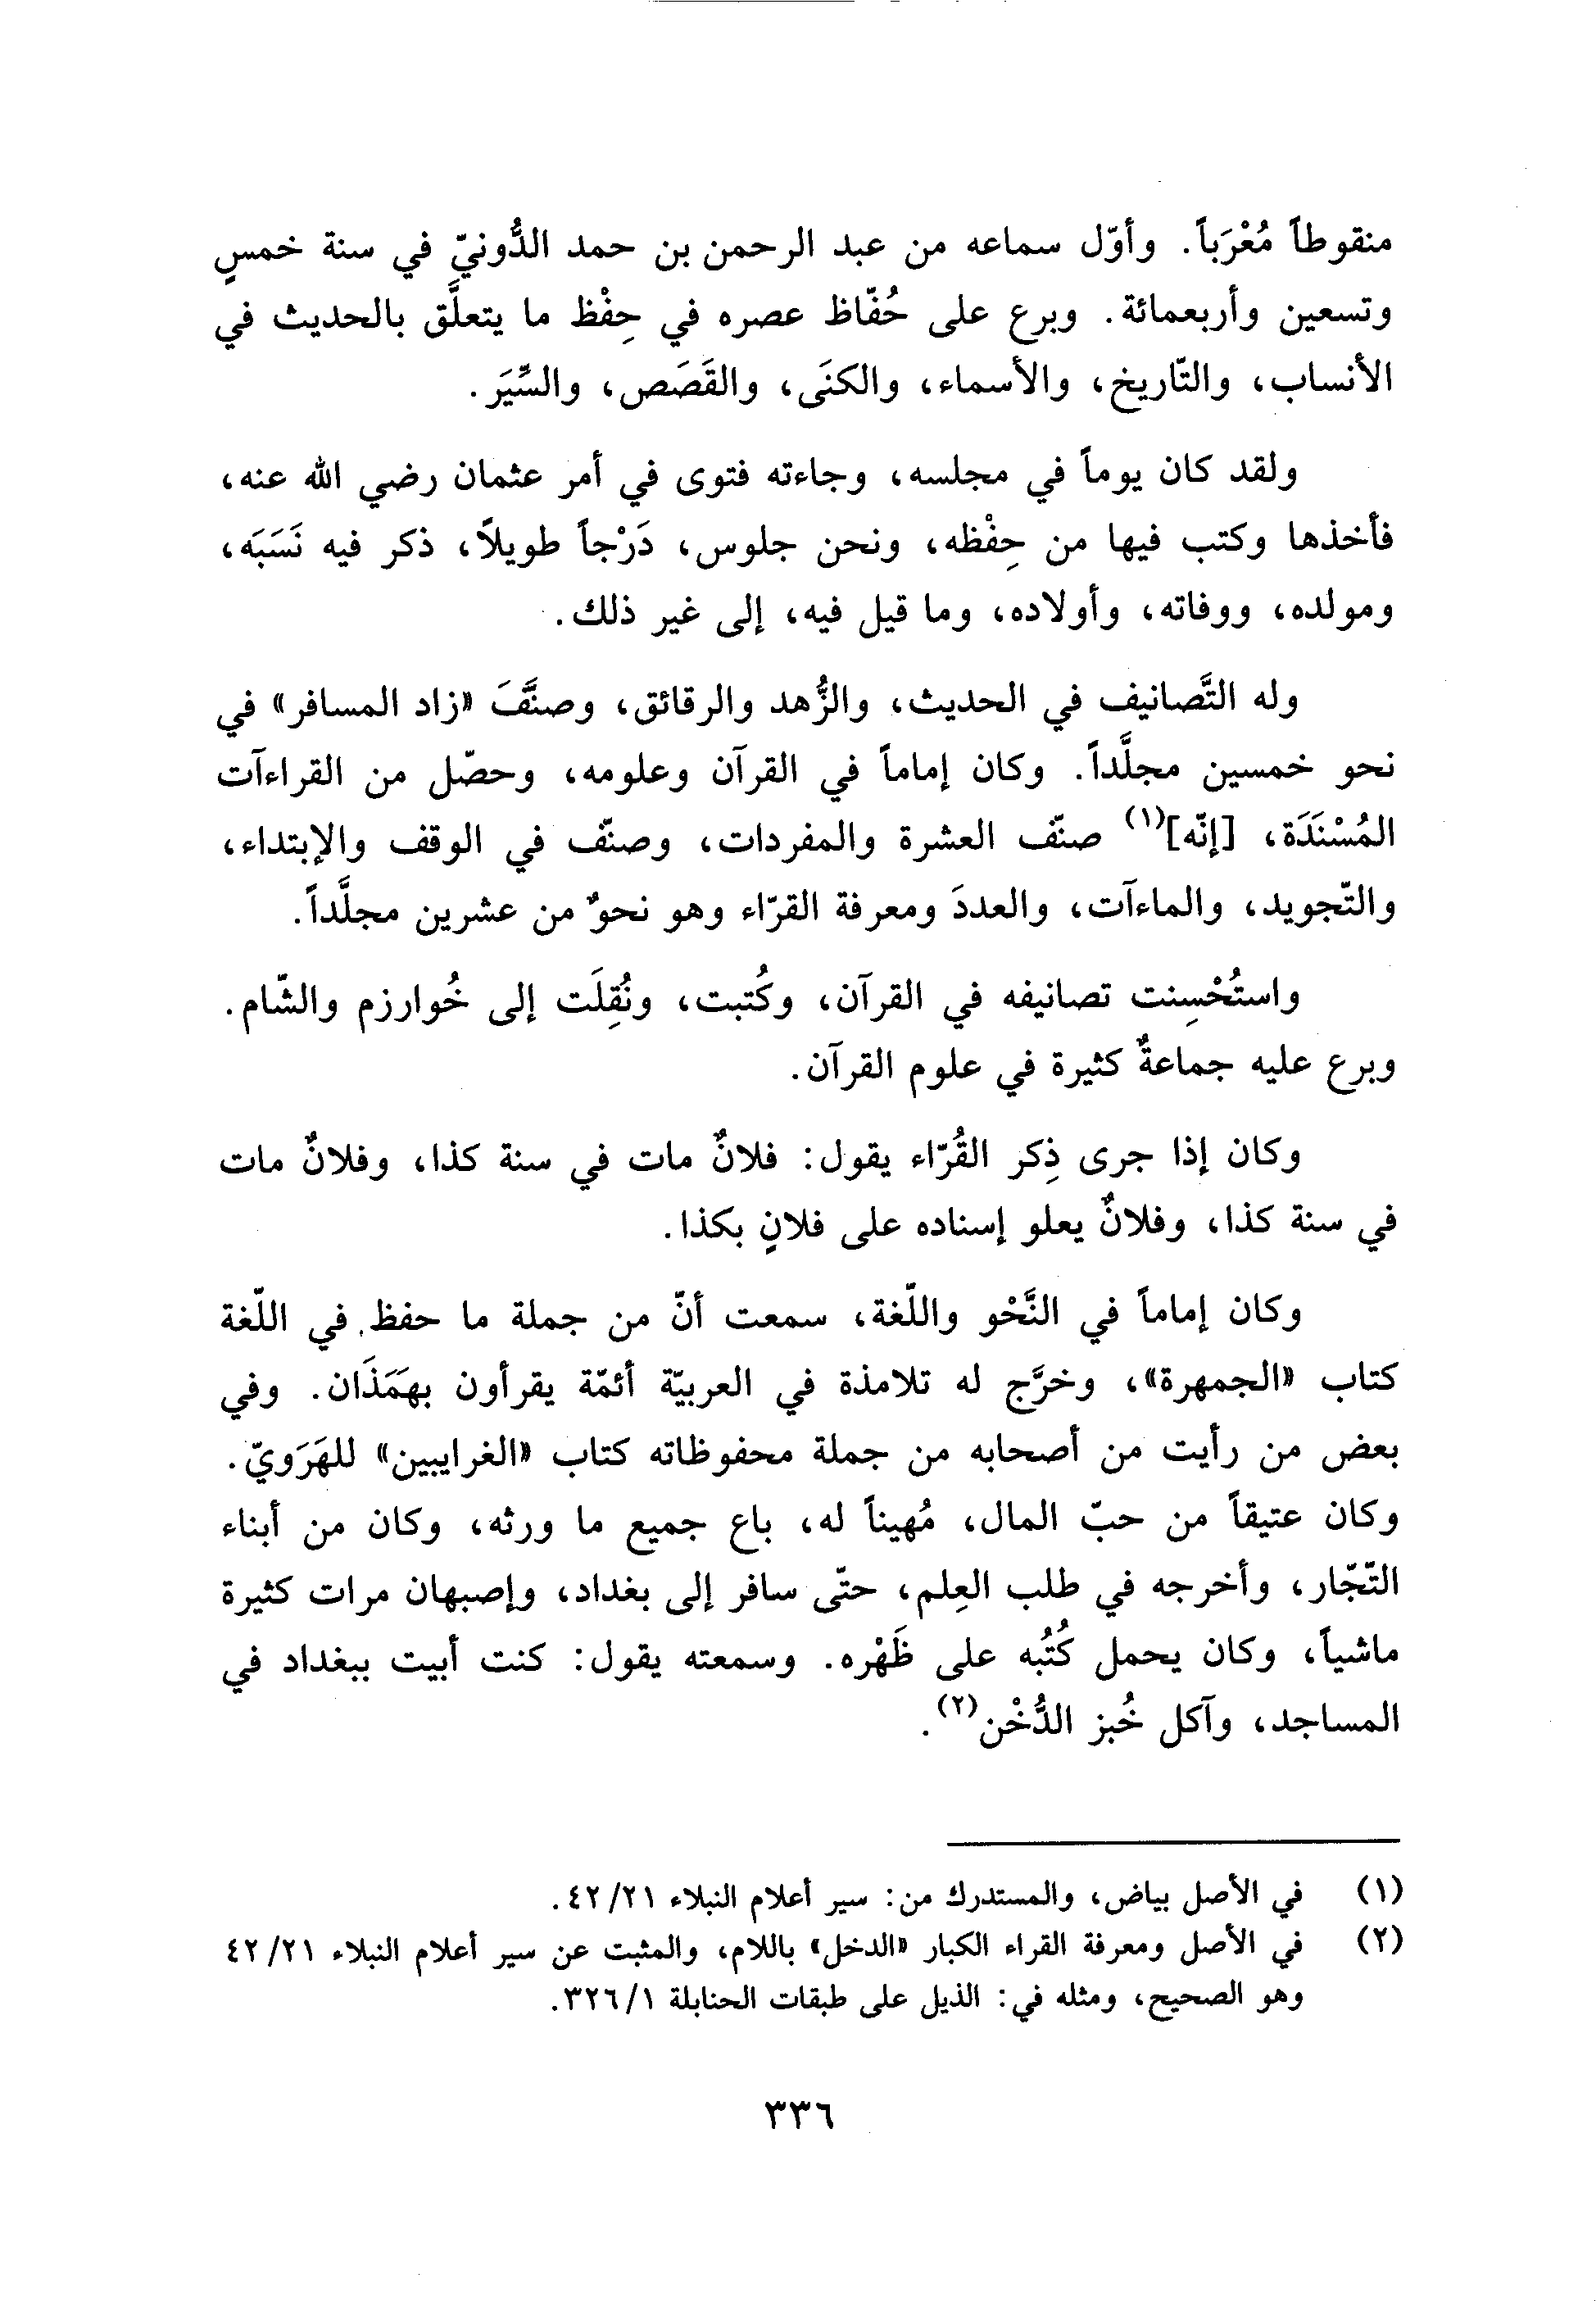 منقوطاً مُعْرَباً. وأوّل سماعه من عبد الرحمن بن حمد الدُّونيّ في سنة خمسٍ
وتسعين وأربعمائة. وبرع على حُفّاظ عصره في حِفْظ ما يتعلَّق بالحديث في
الأنساب، والتّاريخ، والأسماء، والكنَى، والقَصَص، والسِّيَر.
ولقد كان يوماً في مجلسه، وجاءته فتوى في أمر عثمان رضي الله عنه،
فأخذها وكتب فيها من حِفْظه، ونحن جلوس، دَرْجاً طويلاً، ذكر فيه نَسَبَه،
ومولده، ووفاته، وأولاده، وما قيل فيه، إلى غير ذلك.
وله التَّصانيف في الحديث، والزُّهد والرقائق، وصنَّفَ «زاد المسافر» في
نحو خمسين مجلَّداً. وكان إماماً في القرآن وعلومه، وحصّل من القراءآت
المُسْنَدَة، [إنّه](١) صنّف العشرة والمفردات، وصنّف في الوقف والإبتداء،
والتّجويد، والماءآت، والعددَ ومعرفة القرّاء وهو نحوٌ من عشرين مجلَّداً.
واستُحْسِنت تصانيفه في القرآن، وكُتبت، ونُقِلَت إلى خُوارزم والشّام.
وبرع عليه جماعةٌ كثيرة في علوم القرآن.
وكان إذا جرى ذِكر القُرّاء يقول: فلانٌ مات في سنة كذا، وفلانٌ مات
في سنة كذا، وفلانٌ يعلو إسناده على فلانٍ بكذا.
وكان إماماً في النَّحْو واللّغة، سمعت أنّ من جملة ما حفظ في اللّغة
كتاب «الجمهرة»، وخرَّج له تلامذة في العربيّة أئمّة يقرأون بهَمَذَان. وفي
بعض من رأيت من أصحابه من جملة محفوظاته كتاب «الغرايبين» للهَرَويّ.
وكان عتيقاً من حبّ المال، مُهيناً له، باع جميع ما ورثه، وكان من أبناء
التّجّار، وأخرجه في طلب العِلم، حتّى سافر إلى بغداد، وإصبهان مرات كثيرة
ماشياً، وكان يحمل كُتُبه على ظَهْره. وسمعته يقول: كنت أبيت ببغداد في
المساجد، وآكل خُبز الدُّخْن(٢).
(١) في الأصل بياض، والمستدرك من: سير أعلام النبلاء ٤٢/٢١.
(٢) في الأصل ومعرفة القراء الكبار «الدخل» باللام، والمثبت عن سير أعلام النبلاء ٤٢/٢١
وهو الصحيح، ومثله في: الذيل على طبقات الحنابلة ٣٢٦/١.
٣٣٦